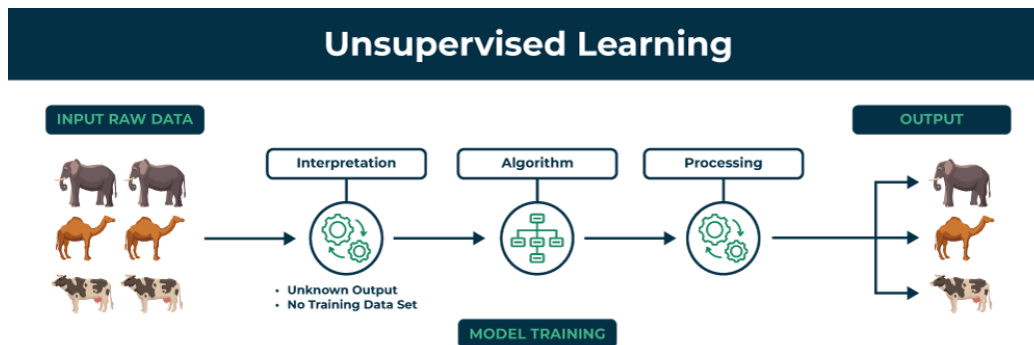 Unsupervised Learning
INPUT RAW DATA
OUTPUT
Interpretation
Algorithm
Processing
• Unknown Output
• No Training Data Set
MODEL TRAINING